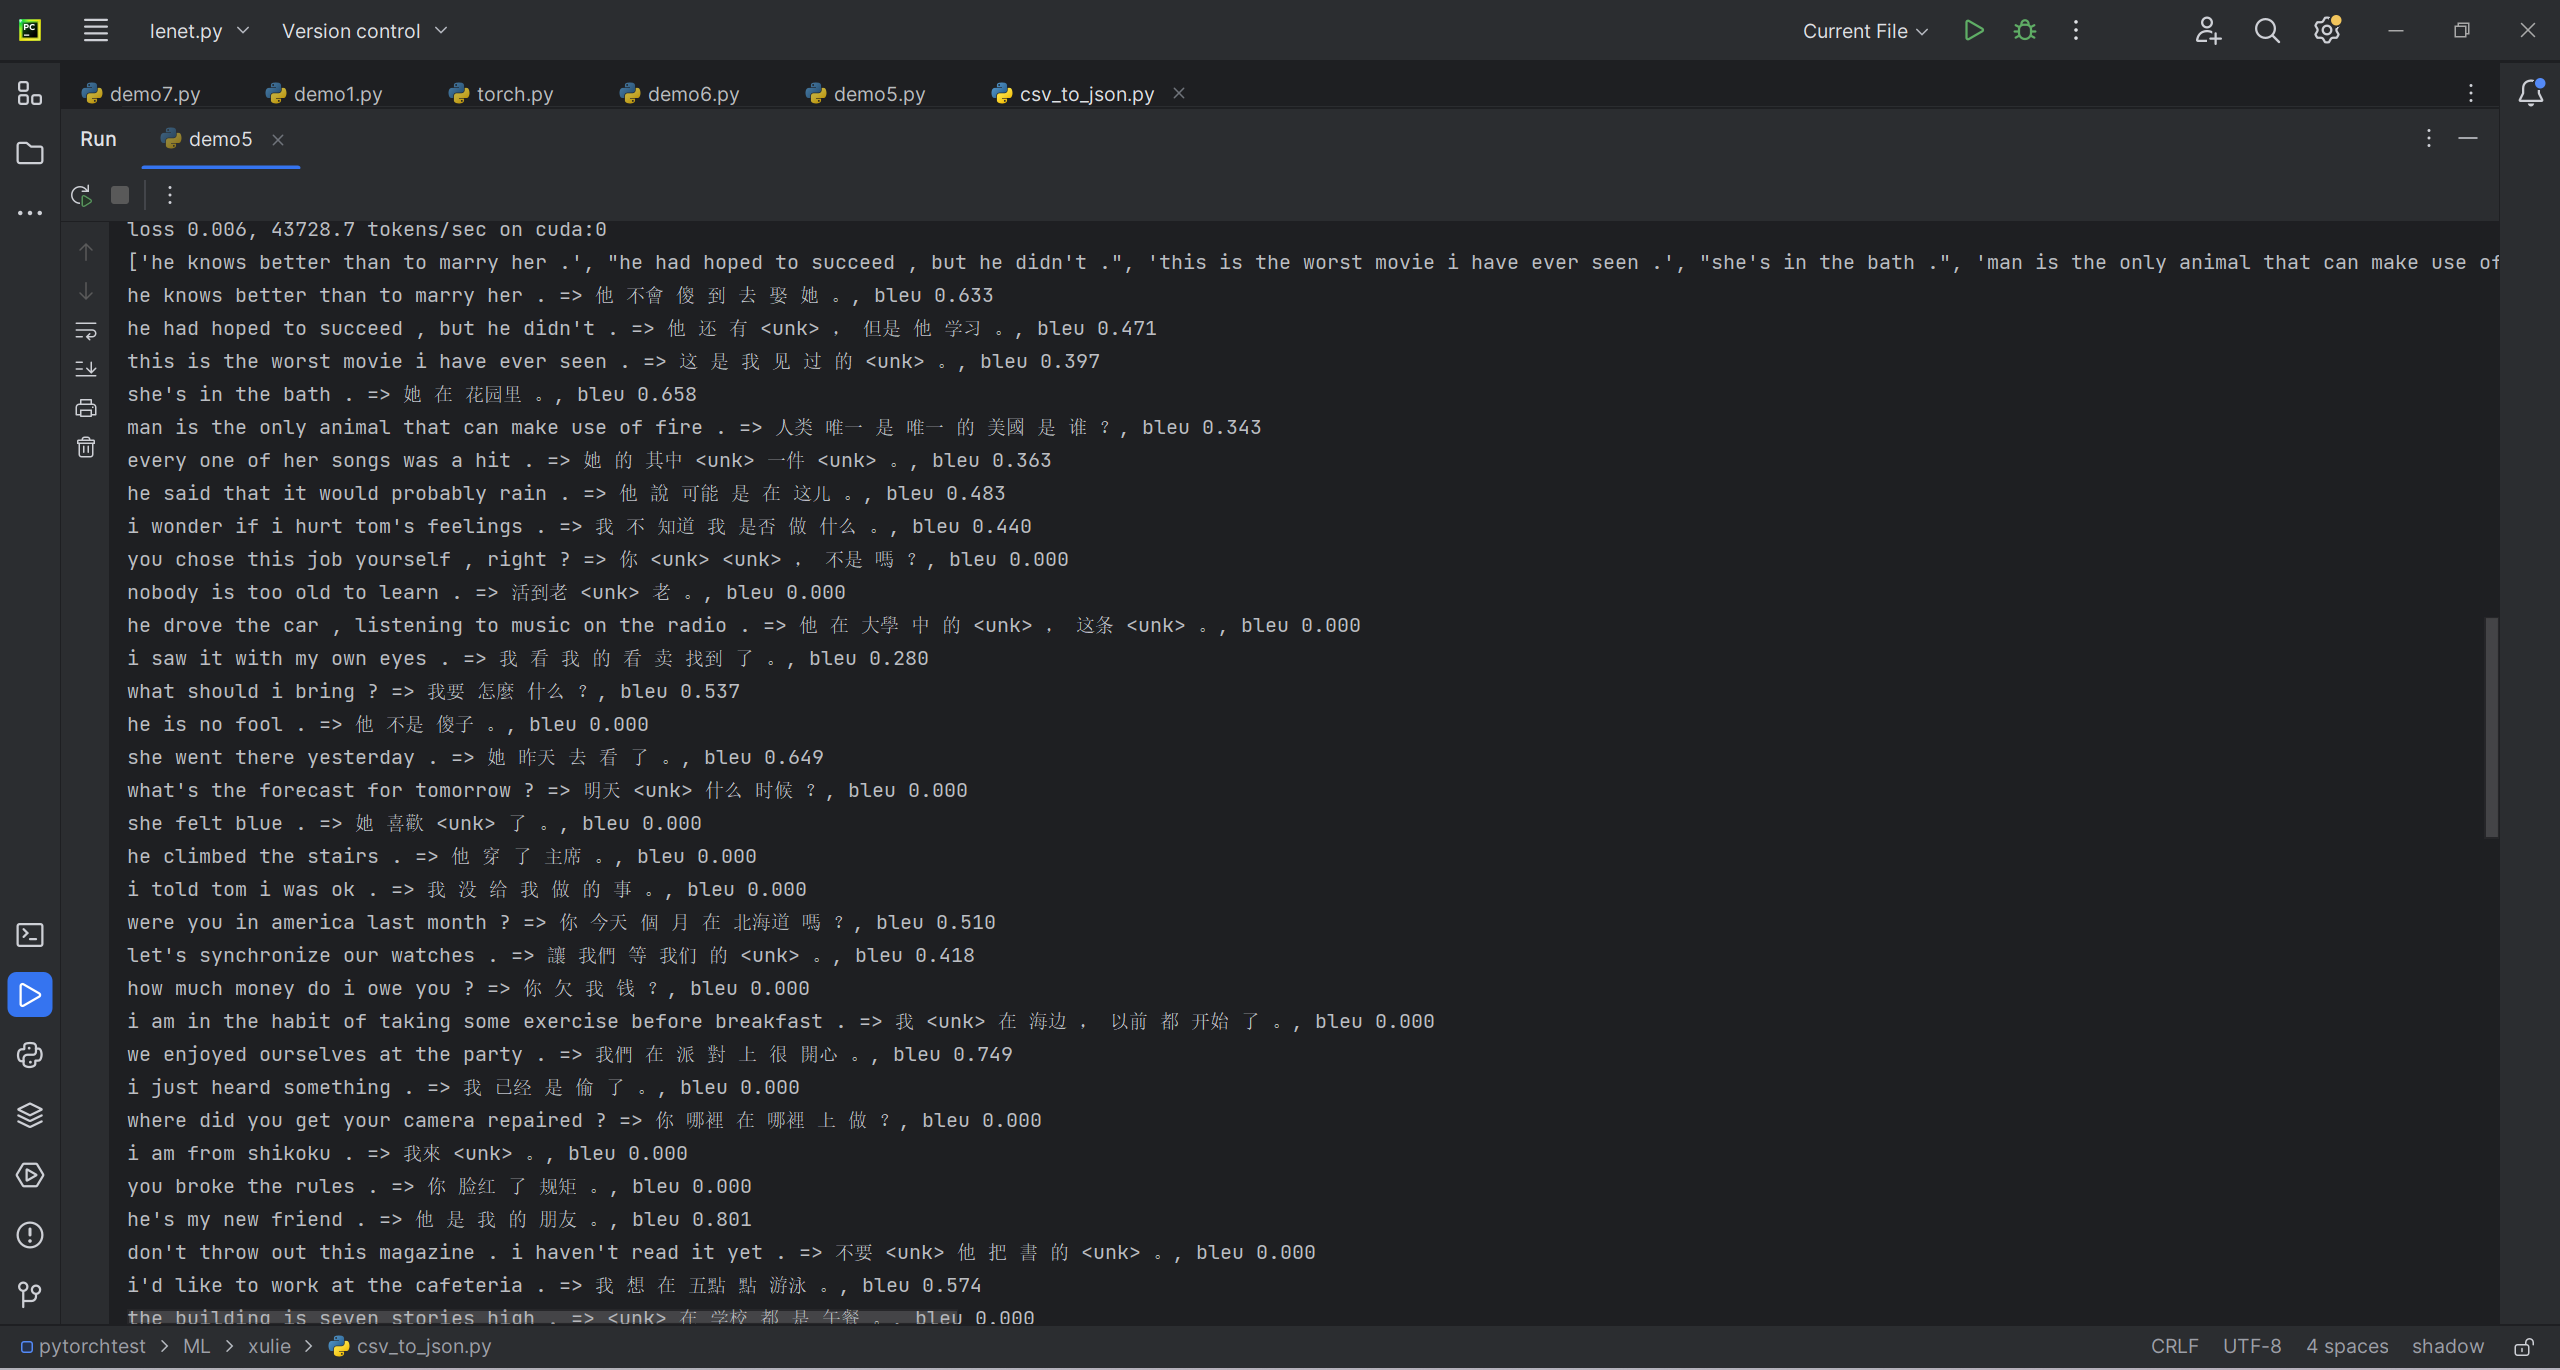 lenet.py
Version control
Current File
demo7.py
demo1.py
torch.py
demo6.py
demo5.py
csv_to_json.py
Run
demo5
loss 0.006, 43728.7 tokens/sec on cuda:0
['he knows better than to marry her .', "he had hoped to succeed , but he didn't .", 'this is the worst movie i have ever seen .', "she's in the bath .", 'man is the only animal that can make use of
he knows better than to marry her . => 他 不會 傻 到 去 娶 她 。, bleu 0.633
he had hoped to succeed , but he didn't . => 他 还 有 <unk> ， 但是 他 学习 。, bleu 0.471
this is the worst movie i have ever seen . => 这 是 我 见 过 的 <unk> 。, bleu 0.397
she's in the bath . => 她 在 花园里 。, bleu 0.658
man is the only animal that can make use of fire . => 人类 唯一 是 唯一 的 美國 是 谁 ？, bleu 0.343
every one of her songs was a hit . => 她 的 其中 <unk> 一件 <unk> 。, bleu 0.363
he said that it would probably rain . => 他 說 可能 是 在 这儿 。, bleu 0.483
i wonder if i hurt tom's feelings . => 我 不 知道 我 是否 做 什么 。, bleu 0.440
you chose this job yourself , right ? => 你 <unk> <unk> ， 不是 嗎 ？, bleu 0.000
nobody is too old to learn . => 活到老 <unk> 老 。, bleu 0.000
he drove the car , listening to music on the radio . => 他 在 大學 中 的 <unk> ， 这条 <unk> 。, bleu 0.000
i saw it with my own eyes . => 我 看 我 的 看 卖 找到 了 。, bleu 0.280
what should i bring ? => 我要 怎麼 什么 ？, bleu 0.537
he is no fool . => 他 不是 傻子 。, bleu 0.000
she went there yesterday . => 她 昨天 去 看 了 。, bleu 0.649
what's the forecast for tomorrow ? => 明天 <unk> 什么 时候 ？, bleu 0.000
she felt blue . => 她 喜歡 <unk> 了 。, bleu 0.000
he climbed the stairs . => 他 穿 了 主席 。, bleu 0.000
i told tom i was ok . => 我 没 给 我 做 的 事 。, bleu 0.000
were you in america last month ? => 你 今天 個 月 在 北海道 嗎 ？, bleu 0.510
let's synchronize our watches . => 讓 我們 等 我们 的 <unk> 。, bleu 0.418
how much money do i owe you ? => 你 欠 我 钱 ？, bleu 0.000
i am in the habit of taking some exercise before breakfast . => 我 <unk> 在 海边 ， 以前 都 开始 了 。, bleu 0.000
we enjoyed ourselves at the party . => 我們 在 派 對 上 很 開心 。, bleu 0.749
i just heard something . => 我 已经 是 偷 了 。, bleu 0.000
where did you get your camera repaired ? => 你 哪裡 在 哪裡 上 做 ？, bleu 0.000
i am from shikoku . => 我來 <unk> 。, bleu 0.000
you broke the rules . => 你 脸红 了 规矩 。, bleu 0.000
he's my new friend . => 他 是 我 的 朋友 。, bleu 0.801
don't throw out this magazine . i haven't read it yet . => 不要 <unk> 他 把 書 的 <unk> 。, bleu 0.000
i'd like to work at the cafeteria . => 我 想 在 五點 點 游泳 。, bleu 0.574
the building is seven stories high . => <unk> 在 学校 都 是 午餐 。, bleu 0.000
pytorchtest > ML > xulie > csv_to_json.py
CRLF
UTF-8
4 spaces
shadow